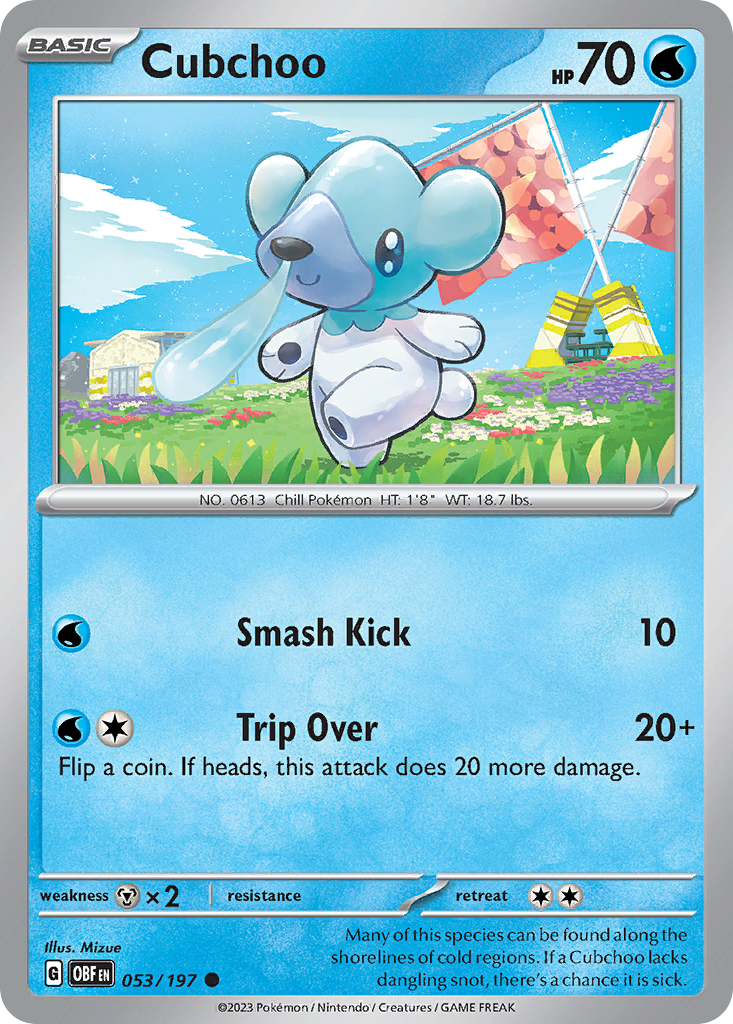 BASIC
Cubchoo
HP 70
NO. 0613 Chill Pokémon HT: 1'8" WT: 18.7 lbs.
Smash Kick 10
Trip Over 20+
Flip a coin. If heads, this attack does 20 more damage.
weakness ×2 resistance retreat
Illus. Mizue
G OBF EN 053/197
Many of this species can be found along the
shorelines of cold regions. If a Cubchoo lacks
dangling snot, there's a chance it is sick.
©2023 Pokémon / Nintendo / Creatures / GAME FREAK